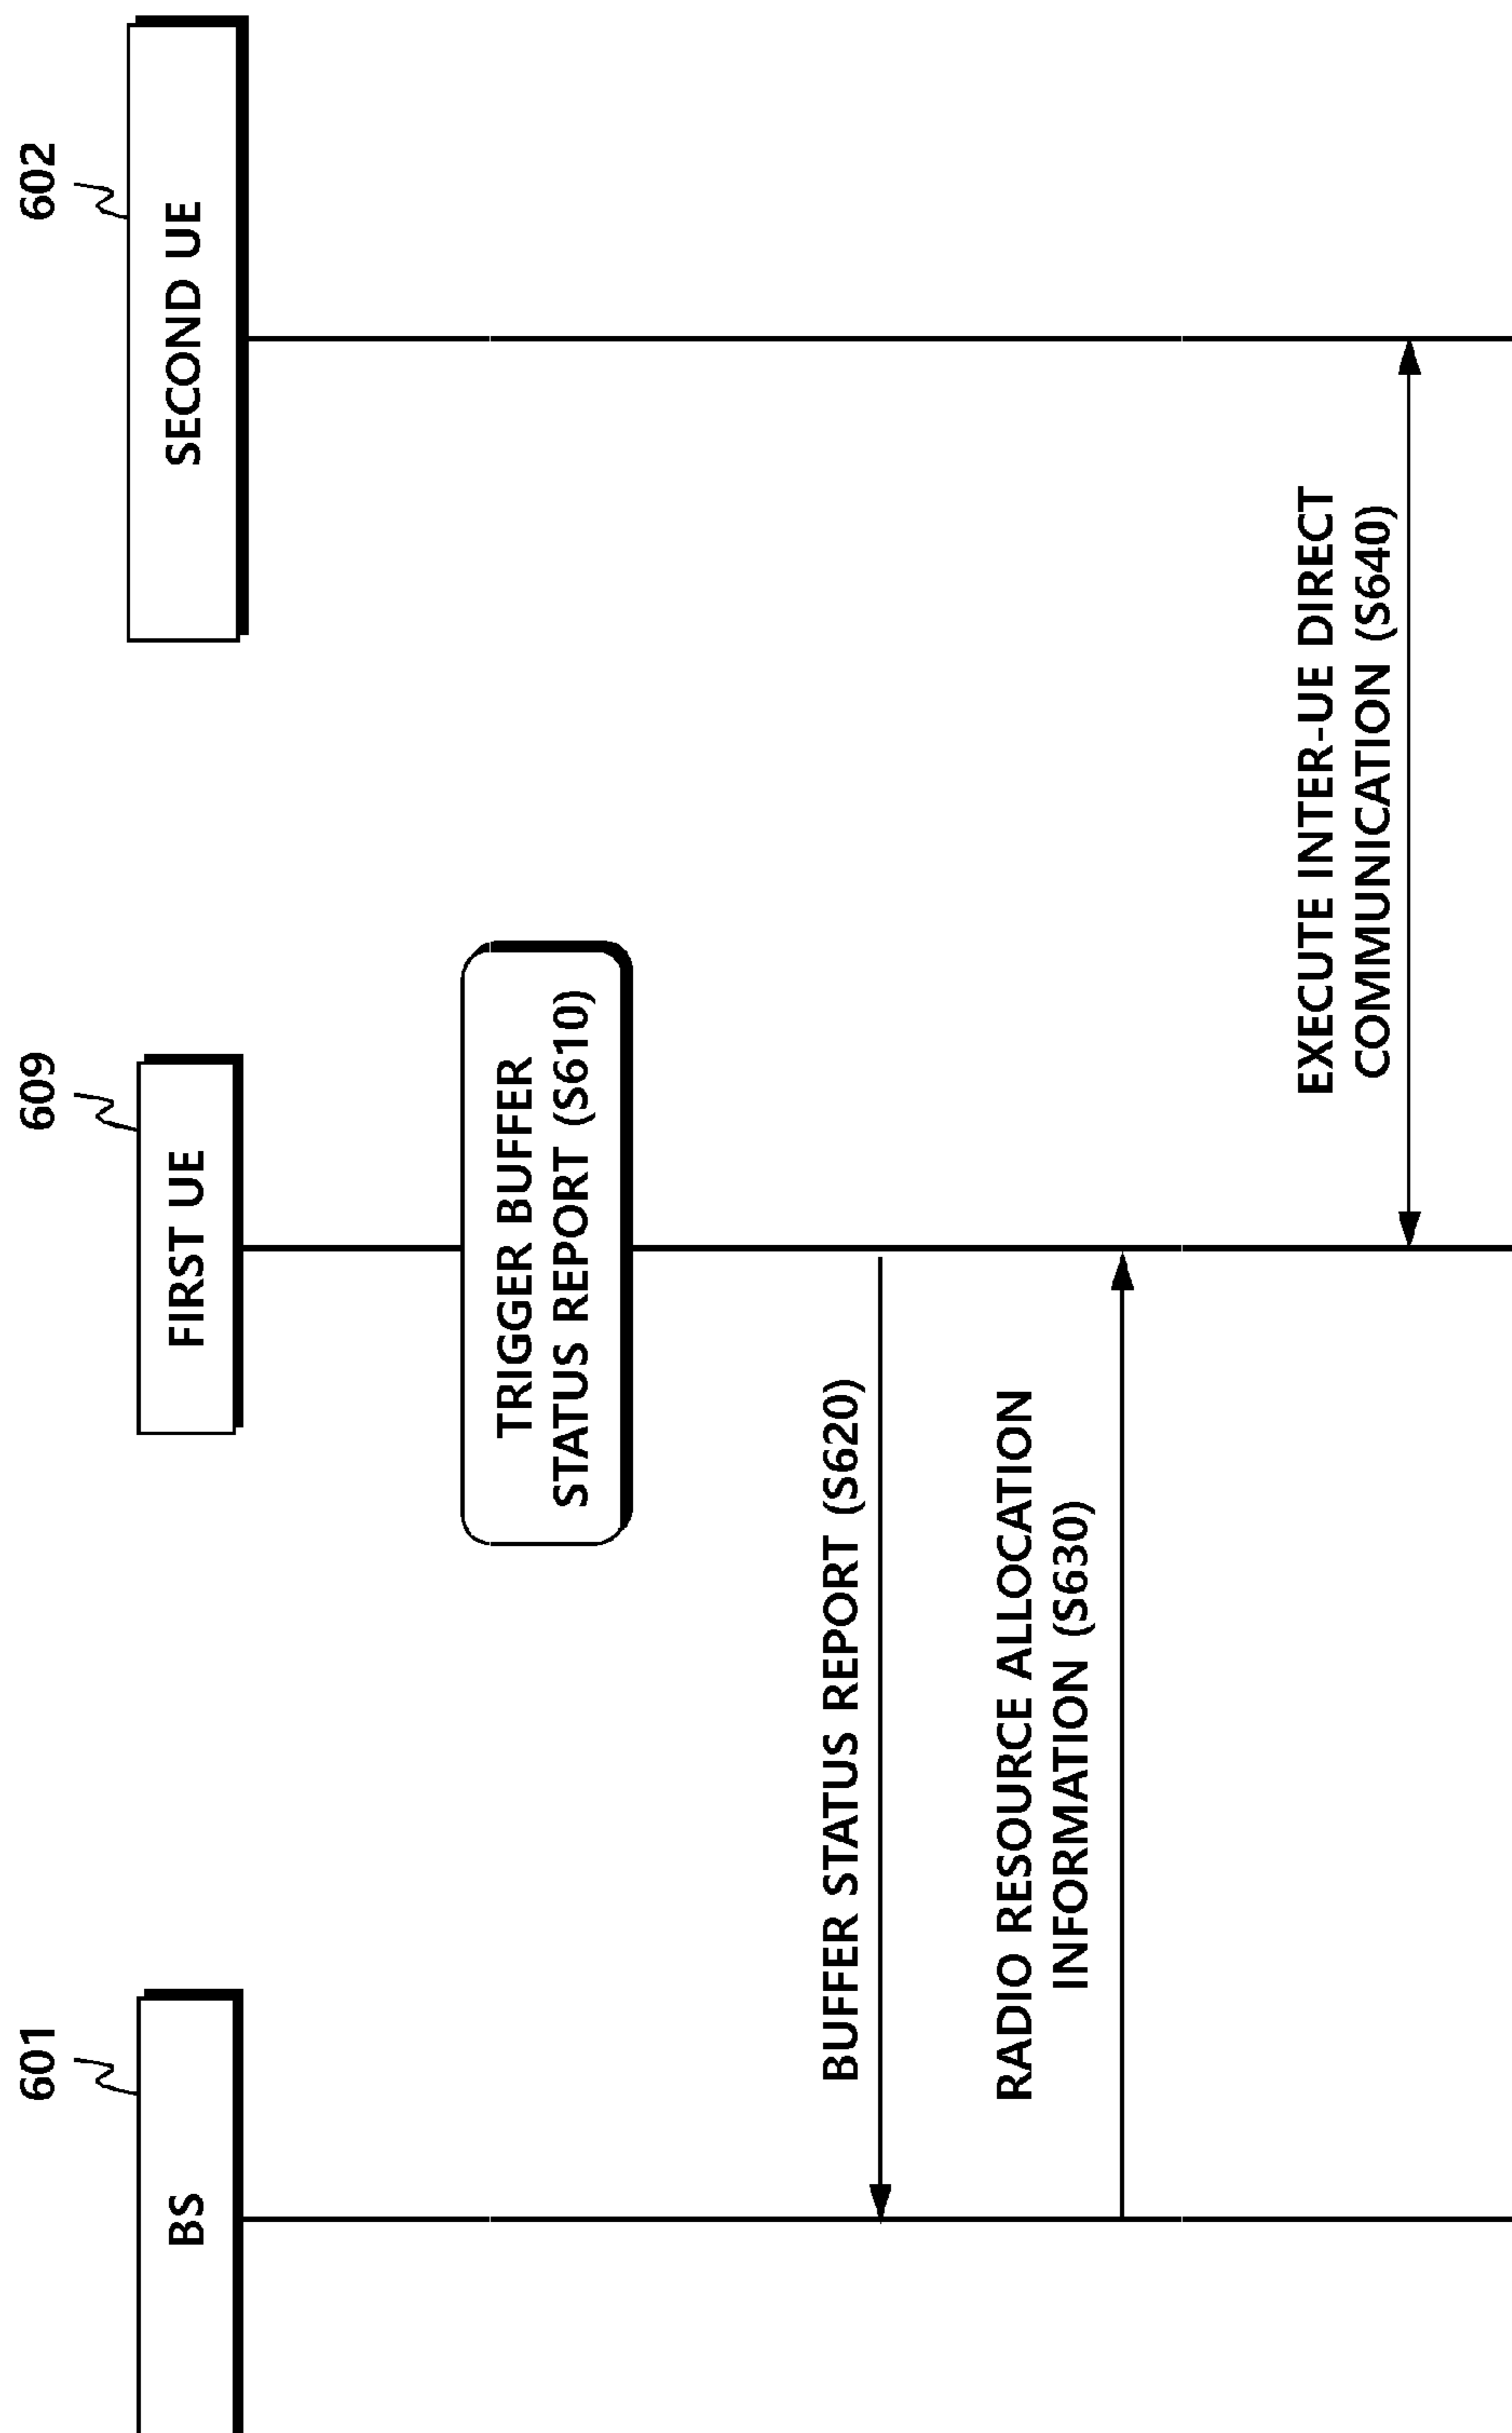 601
609
602
BS
FIRST UE
SECOND UE
TRIGGER BUFFER
STATUS REPORT (S610)
BUFFER STATUS REPORT (S620)
RADIO RESOURCE ALLOCATION
INFORMATION (S630)
EXECUTE INTER-UE DIRECT
COMMUNICATION (S640)